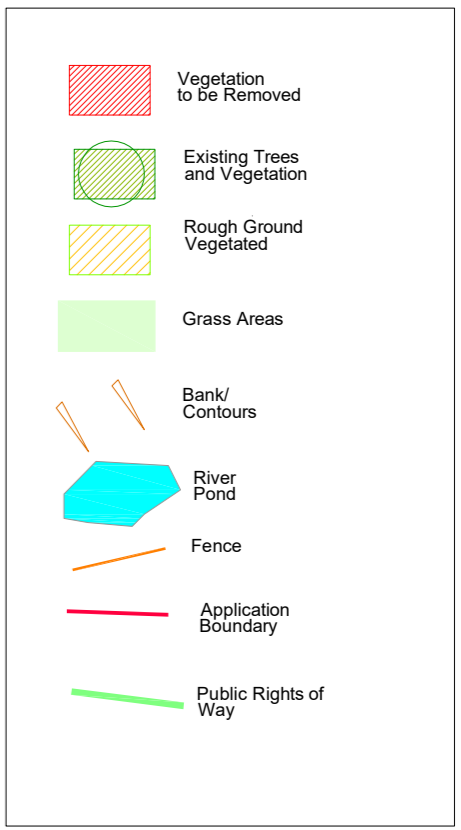 Vegetation
to be Removed
Existing Trees
and Vegetation
Rough Ground
Vegetated
Grass Areas
Bank/
Contours
River
Pond
Fence
Application
Boundary
Public Rights of
Way